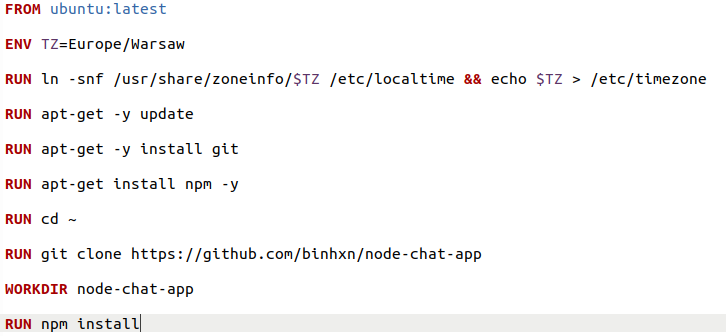 FROM ubuntu:latest
ENV TZ=Europe/Warsaw
RUN ln -snf /usr/share/zoneinfo/$TZ /etc/localtime && echo $TZ > /etc/timezone
RUN apt-get -y update
RUN apt-get -y install git
RUN apt-get install npm -y
RUN cd ~
RUN git clone https://github.com/binhxn/node-chat-app
WORKDIR node-chat-app
RUN npm install